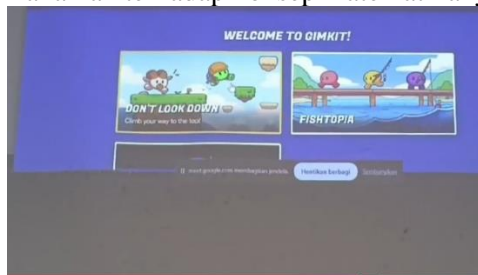 WELCOME TO GIMKIT!
DON'T LOOK DOWN
Climb your way to the top!
FISHTOPIA
meet.google.com membagikan jendela.
Hentikan berbagi
Sembunyikan